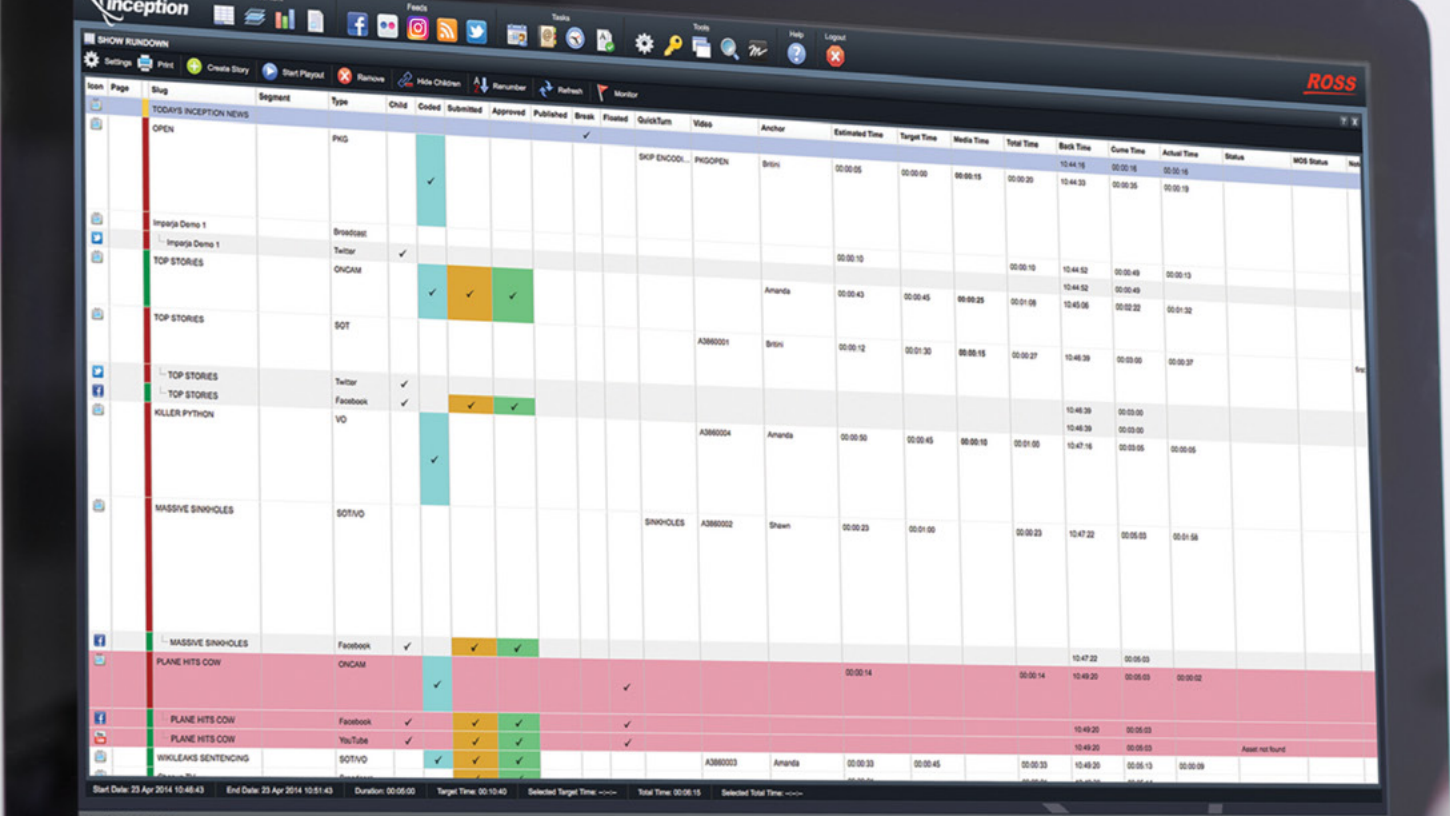 Inception
Feeds Tasks Tools Help Logout
SHOW RUNDOWN
ROSS
Settings Print Create Story Start Playout Remove Hide Children Renumber Refresh Monitor
Icon Page Slug Segment Type Child Coded Submitted Approved Published Break Floated QuickTurn Video Anchor Estimated Time Target Time Media Time Total Time Back Time Cume Time Actual Time Status MOS Status
TODAYS INCEPTION NEWS ✓ 10:44:16 00:00:16 00:00:16
OPEN PKG ✓ SKIP ENCODI... PKGOPEN Britini 00:00:05 00:00:00 00:00:15 00:00:20 10:44:33 00:00:35 00:00:19
Imparja Demo 1 Broadcast 00:00:10 00:00:10 10:44:52 00:00:49 00:00:13
Imparja Demo 1 Twitter ✓ 10:44:52 00:00:49
TOP STORIES ONCAM ✓ ✓ ✓ Amanda 00:00:43 00:00:45 00:00:25 00:01:08 10:45:06 00:02:22 00:01:32
TOP STORIES SOT A3860001 Britini 00:00:12 00:01:30 00:00:15 00:00:27 10:46:39 00:03:00 00:00:37
TOP STORIES Twitter ✓ 10:46:39 00:03:00
TOP STORIES Facebook ✓ ✓ ✓ 10:46:39 00:03:00
KILLER PYTHON VO ✓ A3860004 Amanda 00:00:50 00:00:45 00:00:10 00:01:00 10:47:16 00:03:05 00:00:05
MASSIVE SINKHOLES SOT/VO SINKHOLES A3860002 Shawn 00:00:23 00:01:00 00:00:23 10:47:22 00:05:03 00:01:58
MASSIVE SINKHOLES Facebook ✓ ✓ ✓ 10:47:22 00:05:03
PLANE HITS COW ONCAM ✓ ✓ 00:00:14 00:00:14 10:49:20 00:05:03 00:00:02
PLANE HITS COW Facebook ✓ ✓ ✓ ✓ 10:49:20 00:05:03
PLANE HITS COW YouTube ✓ ✓ ✓ ✓ 10:49:20 00:05:03 Asset not found
WIKILEAKS SENTENCING SOT/VO ✓ ✓ ✓ A3860003 Amanda 00:00:33 00:00:45 00:00:33 10:49:20 00:05:13 00:00:09
Start Date: 23 Apr 2014 10:46:43 End Date: 23 Apr 2014 10:51:43 Duration: 00:05:00 Target Time: 00:10:40 Selected Target Time: --:--:-- Total Time: 00:06:15 Selected Total Time: --:--:--